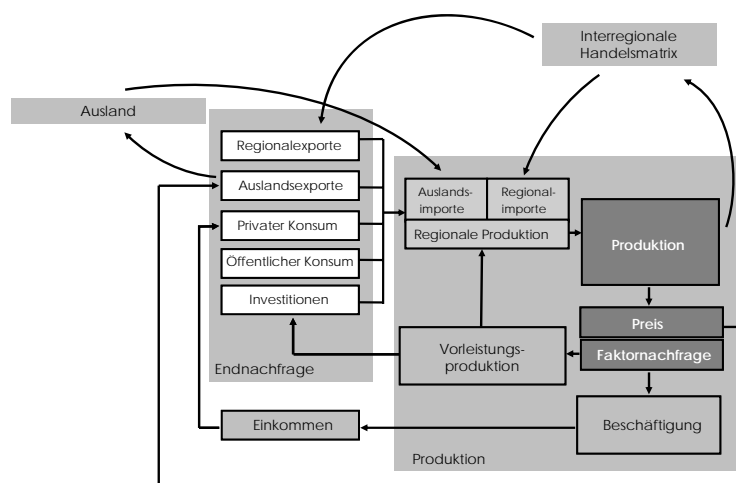 Interregionale
Handelsmatrix
Ausland
Regionalexporte
Auslandsexporte
Privater Konsum
Öffentlicher Konsum
Investitionen
Endnachfrage
Einkommen
Auslands-
importe
Regional-
importe
Regionale Produktion
Produktion
Preis
Faktornachfrage
Vorleistungs-
produktion
Beschäftigung
Produktion